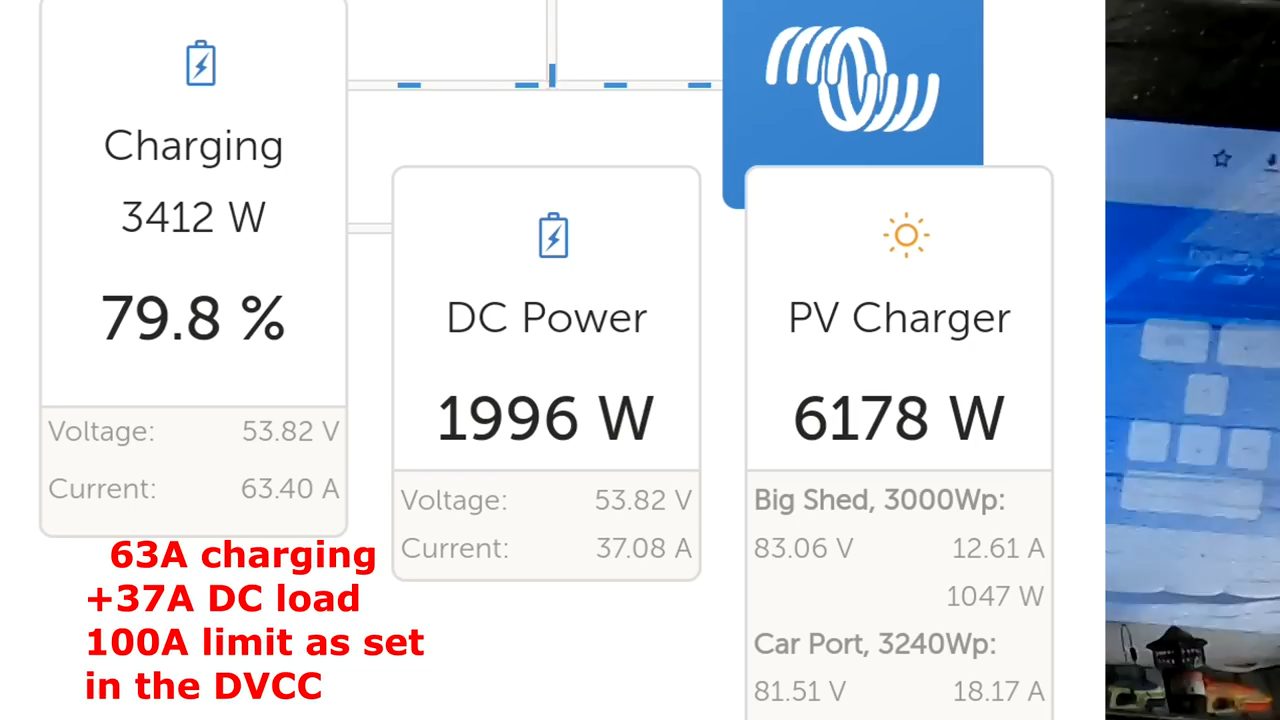 Charging
3412 W
79.8 %
Voltage: 53.82 V
Current: 63.40 A
DC Power
1996 W
Voltage: 53.82 V
Current: 37.08 A
PV Charger
6178 W
Big Shed, 3000Wp:
83.06 V 12.61 A
1047 W
Car Port, 3240Wp:
81.51 V 18.17 A
63A charging
+37A DC load
100A limit as set
in the DVCC